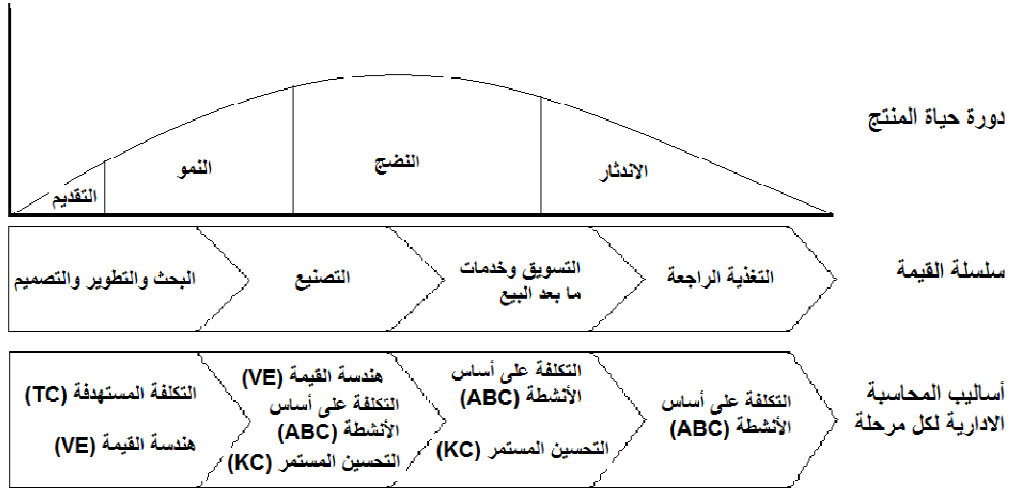 دورة حياة المنتج
التقديم
النمو
النضج
الاندثار
سلسلة القيمة
البحث والتطوير والتصميم
التصنيع
التسويق وخدمات
ما بعد البيع
التغذية الراجعة
أساليب المحاسبة
الادارية لكل مرحلة
التكلفة المستهدفة (TC)
هندسة القيمة (VE)
هندسة القيمة (VE)
التكلفة على أساس
الأنشطة (ABC)
التحسين المستمر (KC)
التكلفة على أساس
الأنشطة (ABC)
التحسين المستمر (KC)
التكلفة على أساس
الأنشطة (ABC)